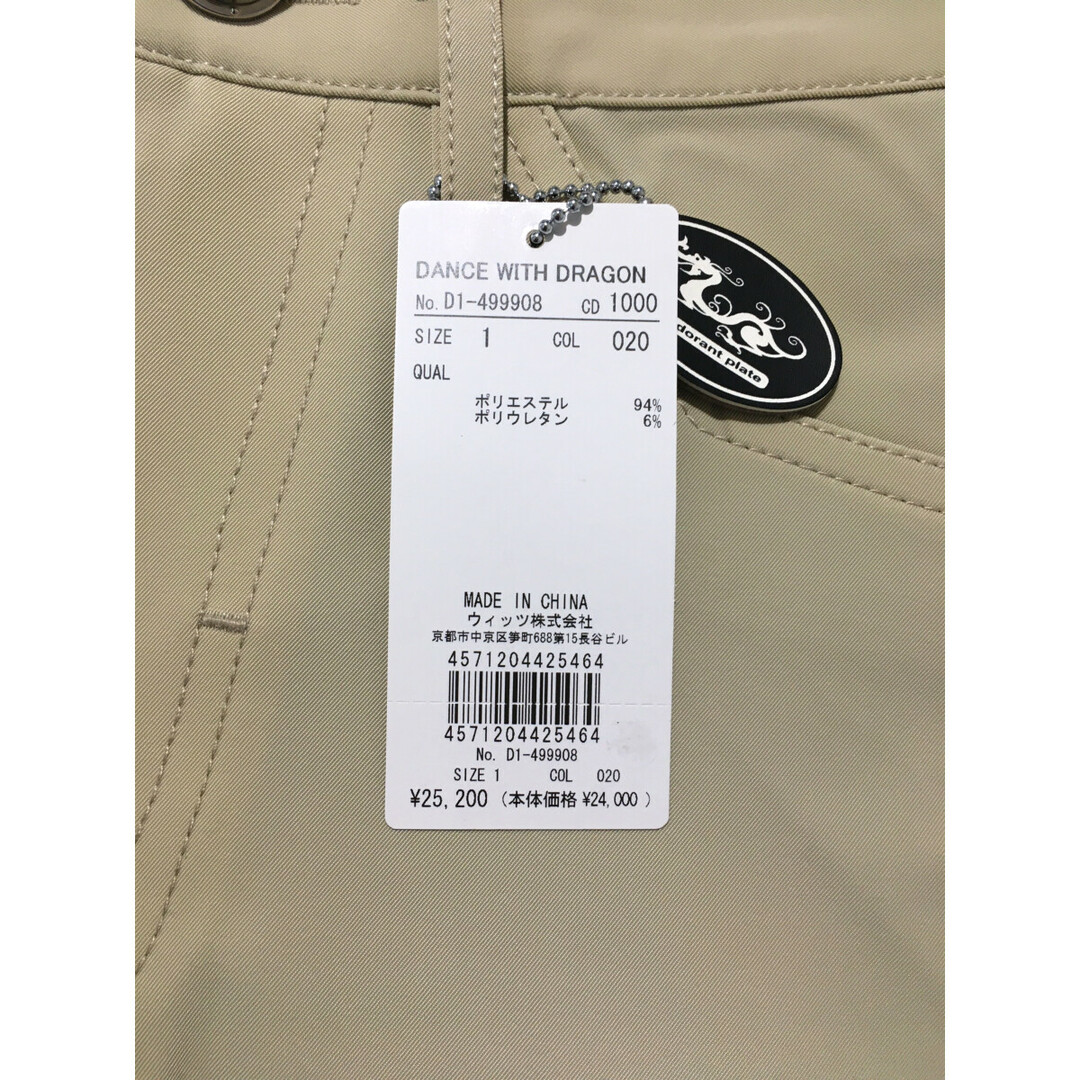 DANCE WITH DRAGON
No. D1-499908 CD 1000
SIZE 1 COL 020
QUAL
ポリエステル 94%
ポリウレタン 6%
MADE IN CHINA
ウィッツ株式会社
京都市中京区笋町688第15長谷ビル
4571204425464
4571204425464
No. D1-499908
SIZE 1 COL 020
¥25,200 (本体価格 ¥24,000 )
plate